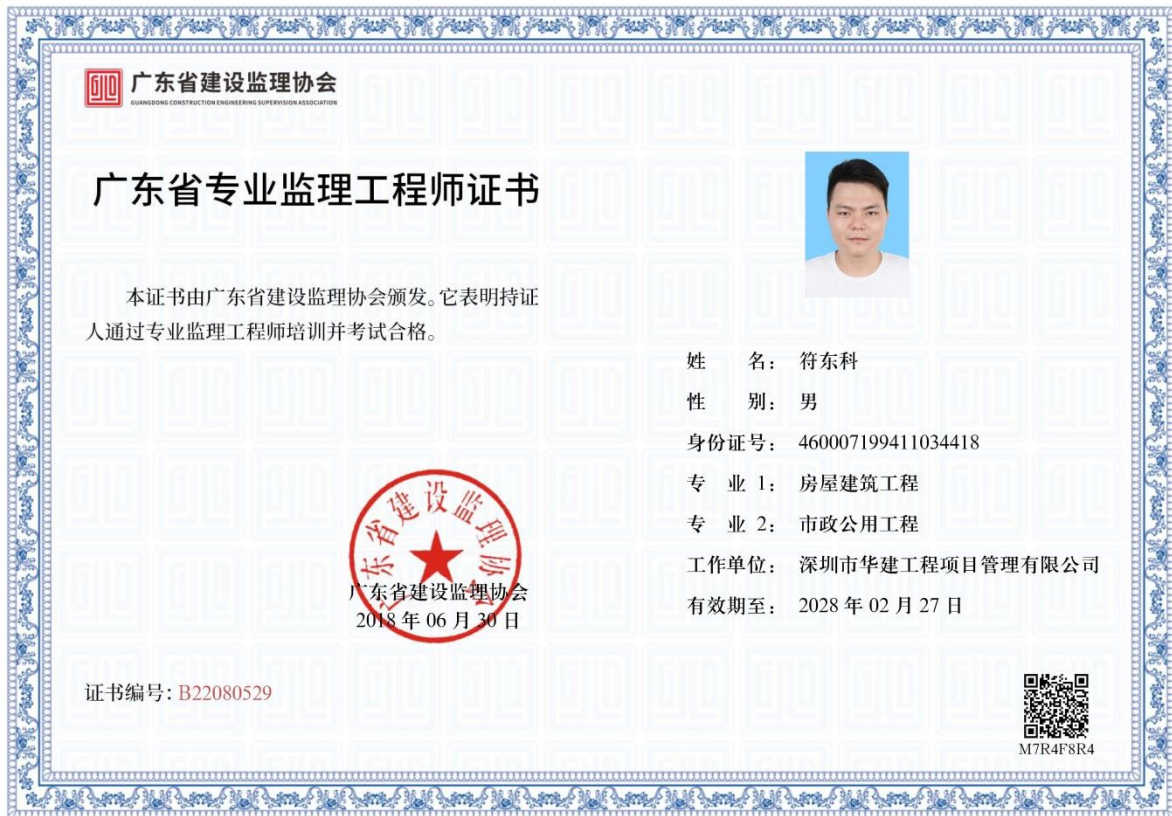 广东省建设监理协会
GUANGDONG CONSTRUCTION ENGINEERING SUPERVISION ASSOCIATION
广东省专业监理工程师证书
本证书由广东省建设监理协会颁发。它表明持证
人通过专业监理工程师培训并考试合格。
广东省建设监理协会
广东省建设监理协会
2018 年 06 月 30 日
证书编号: B22080529
姓 名: 符东科
性 别: 男
身份证号: 460007199411034418
专 业 1: 房屋建筑工程
专 业 2: 市政公用工程
工作单位: 深圳市华建工程项目管理有限公司
有效期至: 2028 年 02 月 27 日
M7R4F8R4